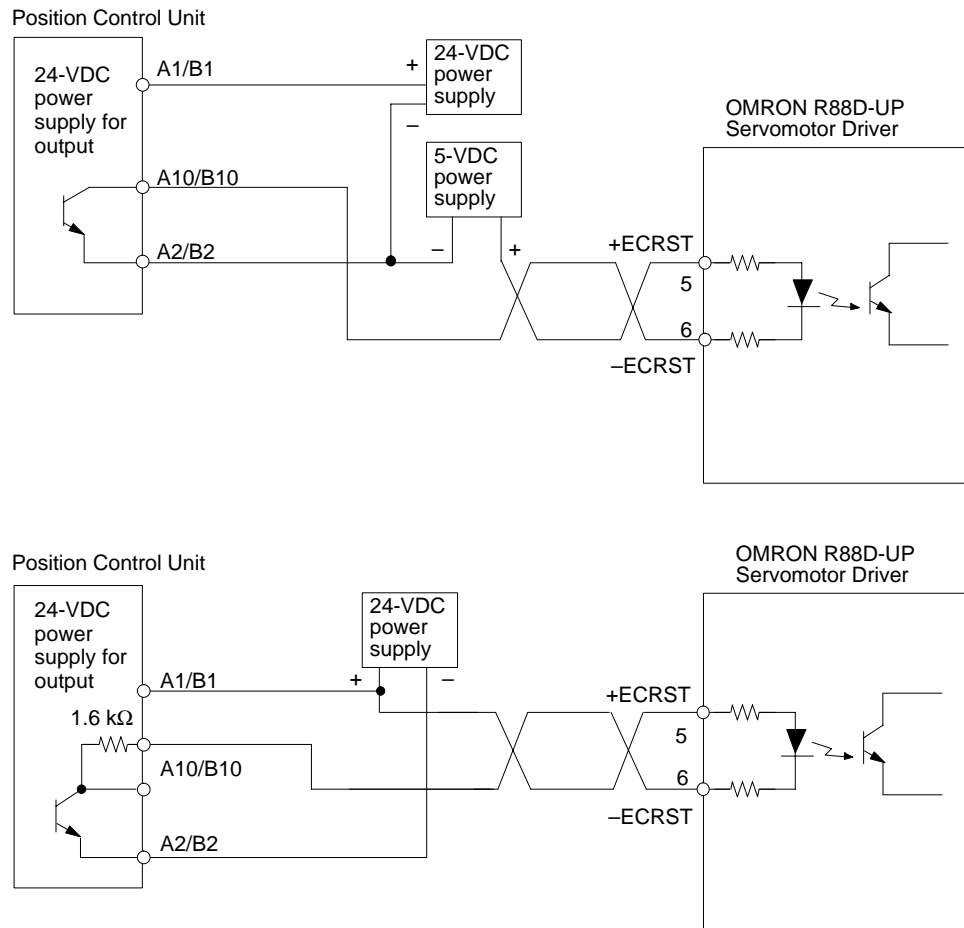 Position Control Unit
24-VDC
power
supply for
output
A1/B1
+
–
24-VDC
power
supply
5-VDC
power
supply
A10/B10
A2/B2
–
+
OMRON R88D-UP
Servomotor Driver
+ECRST
5
6
–ECRST
Position Control Unit
24-VDC
power
supply for
output
1.6 kΩ
A1/B1
A10/B10
A2/B2
24-VDC
power
supply
+
–
OMRON R88D-UP
Servomotor Driver
+ECRST
5
6
–ECRST